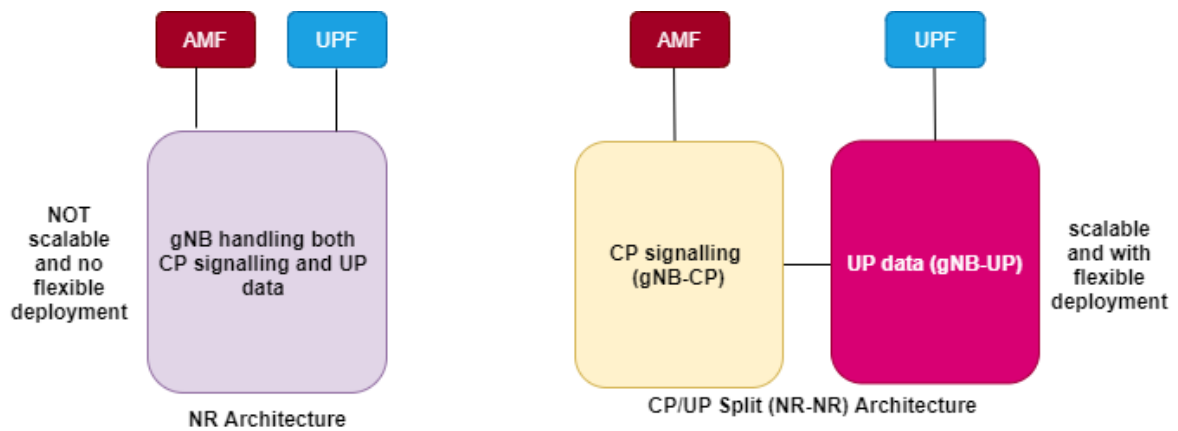 AMF
UPF
NOT
scalable
and no
flexible
deployment
gNB handling both
CP signalling and UP
data
NR Architecture
AMF
UPF
CP signalling
(gNB-CP)
UP data (gNB-UP)
scalable
and with
flexible
deployment
CP/UP Split (NR-NR) Architecture